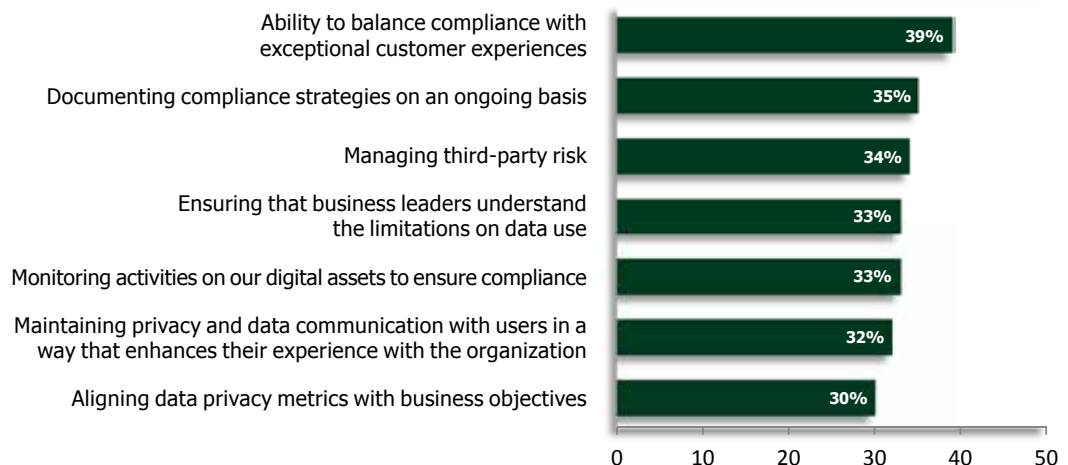 Ability to balance compliance with
exceptional customer experiences
39%
Documenting compliance strategies on an ongoing basis
35%
Managing third-party risk
34%
Ensuring that business leaders understand
the limitations on data use
33%
Monitoring activities on our digital assets to ensure compliance
33%
Maintaining privacy and data communication with users in a
way that enhances their experience with the organization
32%
Aligning data privacy metrics with business objectives
30%
0 10 20 30 40 50